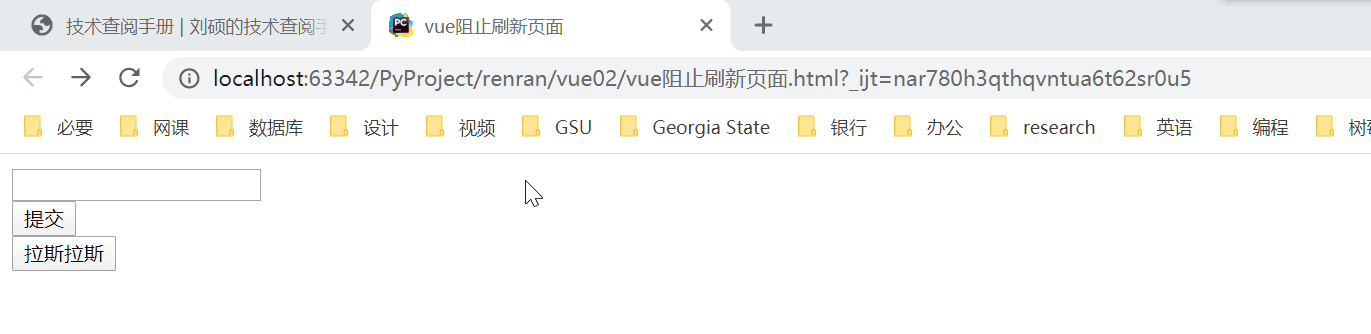 技术查阅手册 | 刘硕的技术查阅手
vue阻止刷新页面
localhost:63342/PyProject/renran/vue02/vue阻止刷新页面.html?_ijt=nar780h3qthqvntua6t62sr0u5
必要 网课 数据库 设计 视频 GSU Georgia State 银行 办公 research 英语 编程 树莓
提交
拉斯拉斯